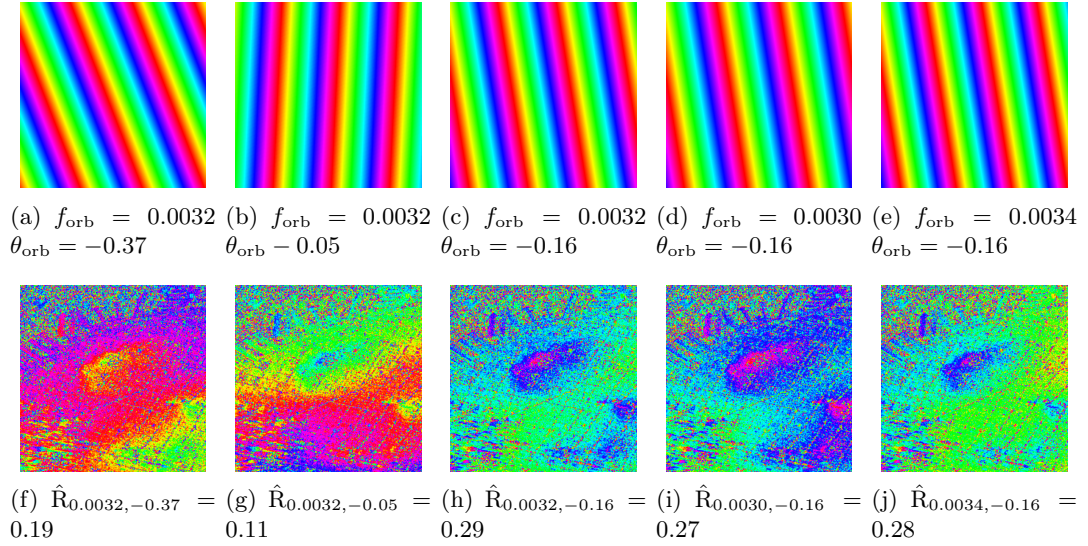 (a) f_orb = 0.0032
θ_orb = −0.37
(b) f_orb = 0.0032
θ_orb − 0.05
(c) f_orb = 0.0032
θ_orb = −0.16
(d) f_orb = 0.0030
θ_orb = −0.16
(e) f_orb = 0.0034
θ_orb = −0.16
(f) R̂_0.0032,−0.37 =
0.19
(g) R̂_0.0032,−0.05 =
0.11
(h) R̂_0.0032,−0.16 =
0.29
(i) R̂_0.0030,−0.16 =
0.27
(j) R̂_0.0034,−0.16 =
0.28